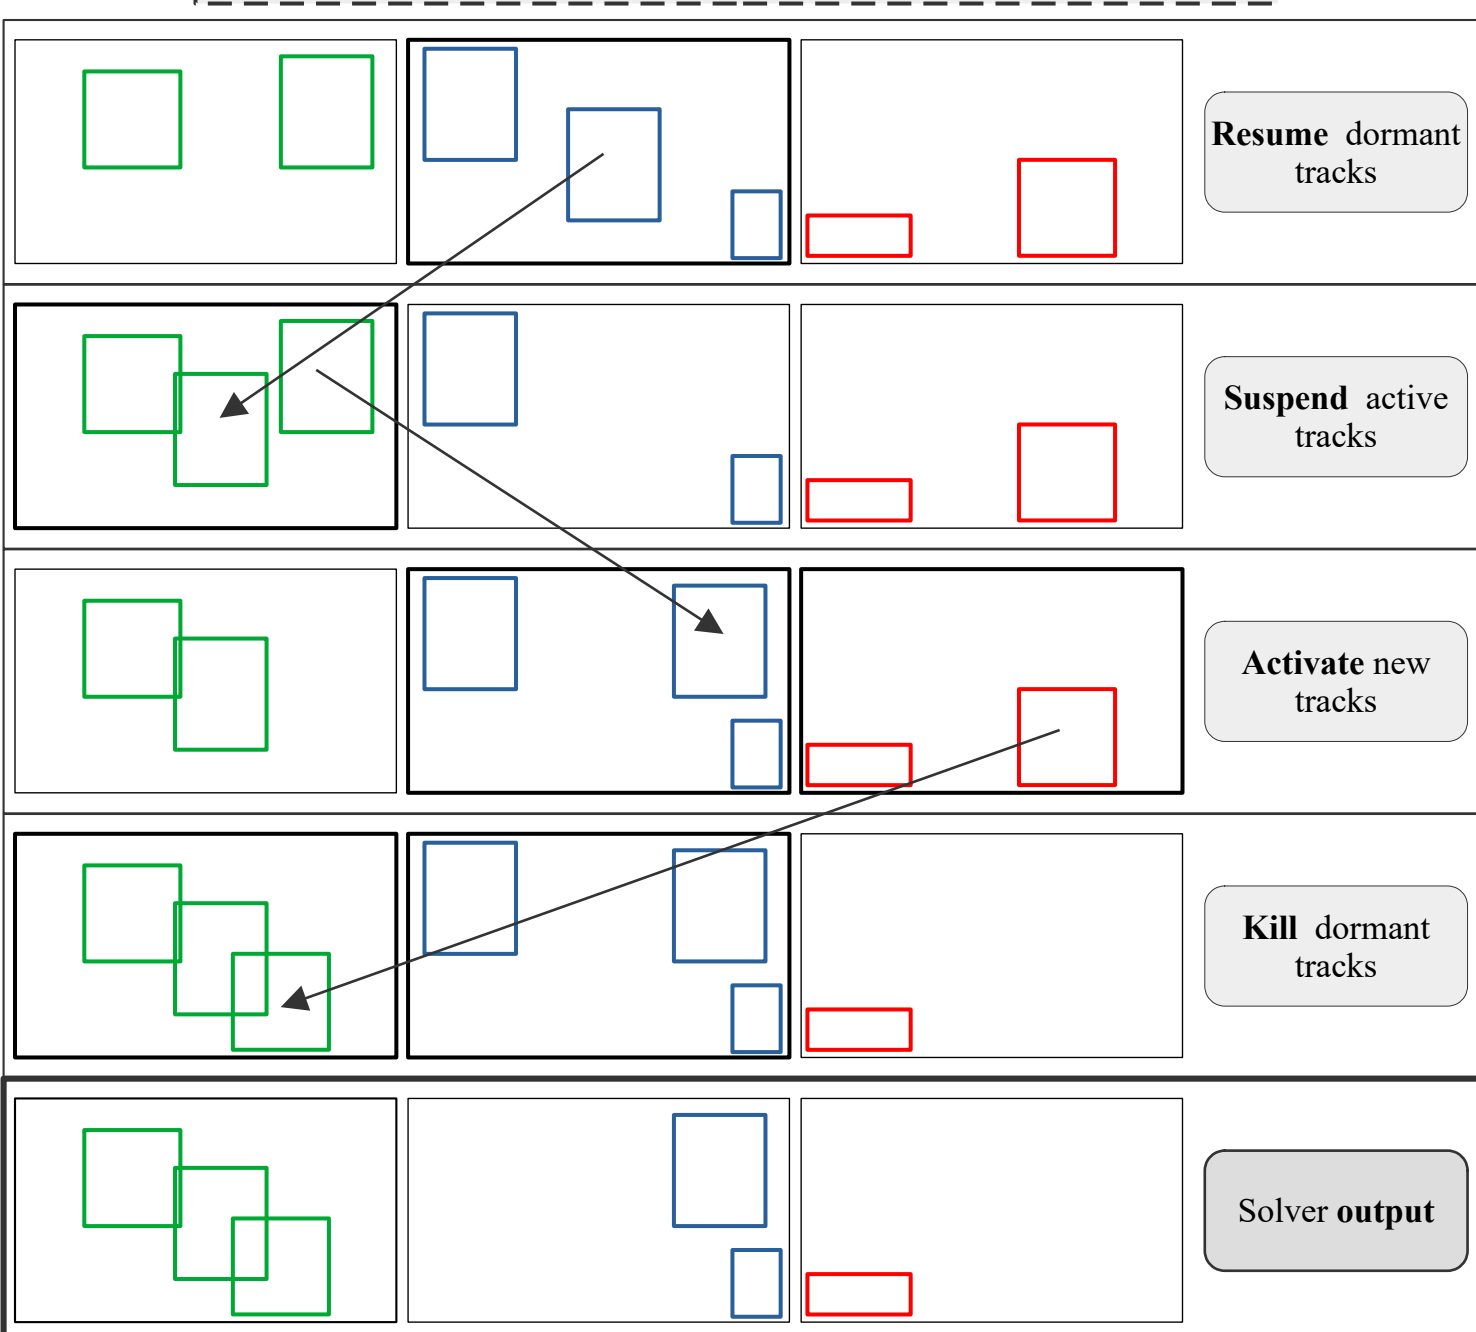 Resume dormant
tracks
Suspend active
tracks
Activate new
tracks
Kill dormant
tracks
Solver output